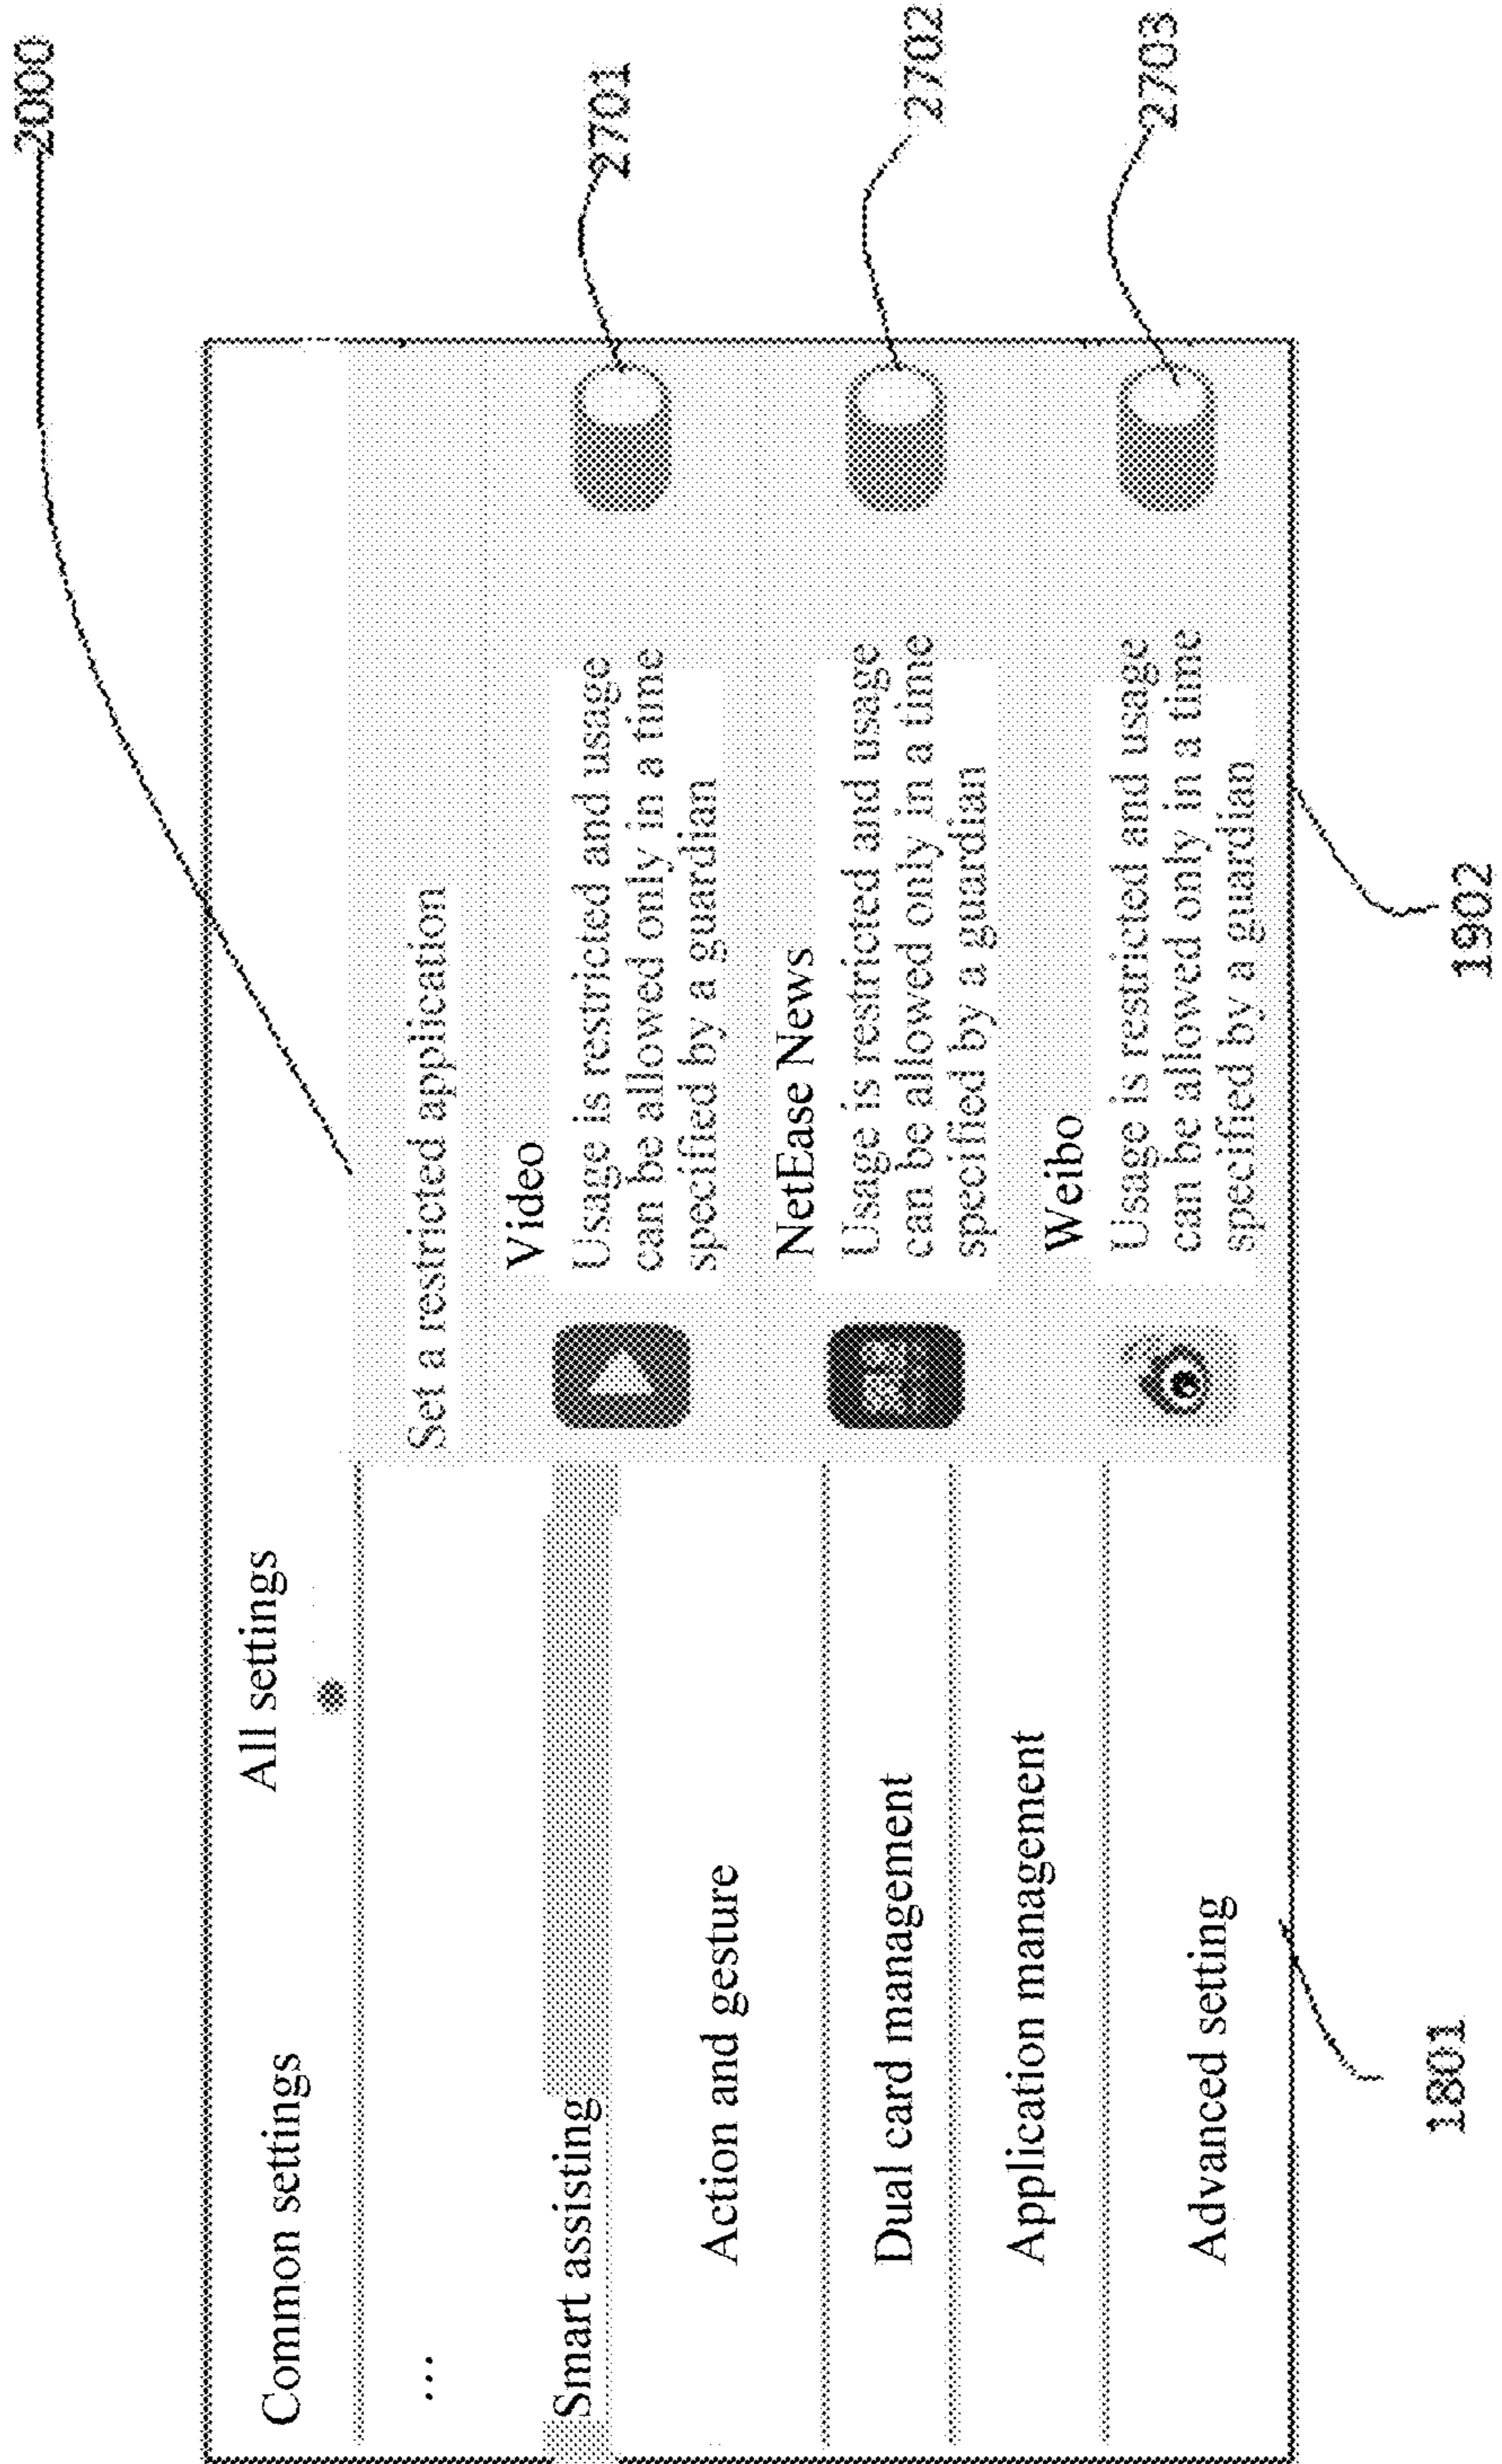 2000
Common settings
All settings
...
Smart assisting
Action and gesture
Dual card management
Application management
Advanced setting
Set a restricted application
Video
Usage is restricted and usage
can be allowed only in a time
specified by a guardian
2701
NetEase News
Usage is restricted and usage
can be allowed only in a time
specified by a guardian
2702
Weibo
Usage is restricted and usage
can be allowed only in a time
specified by a guardian
2703
1801
1902